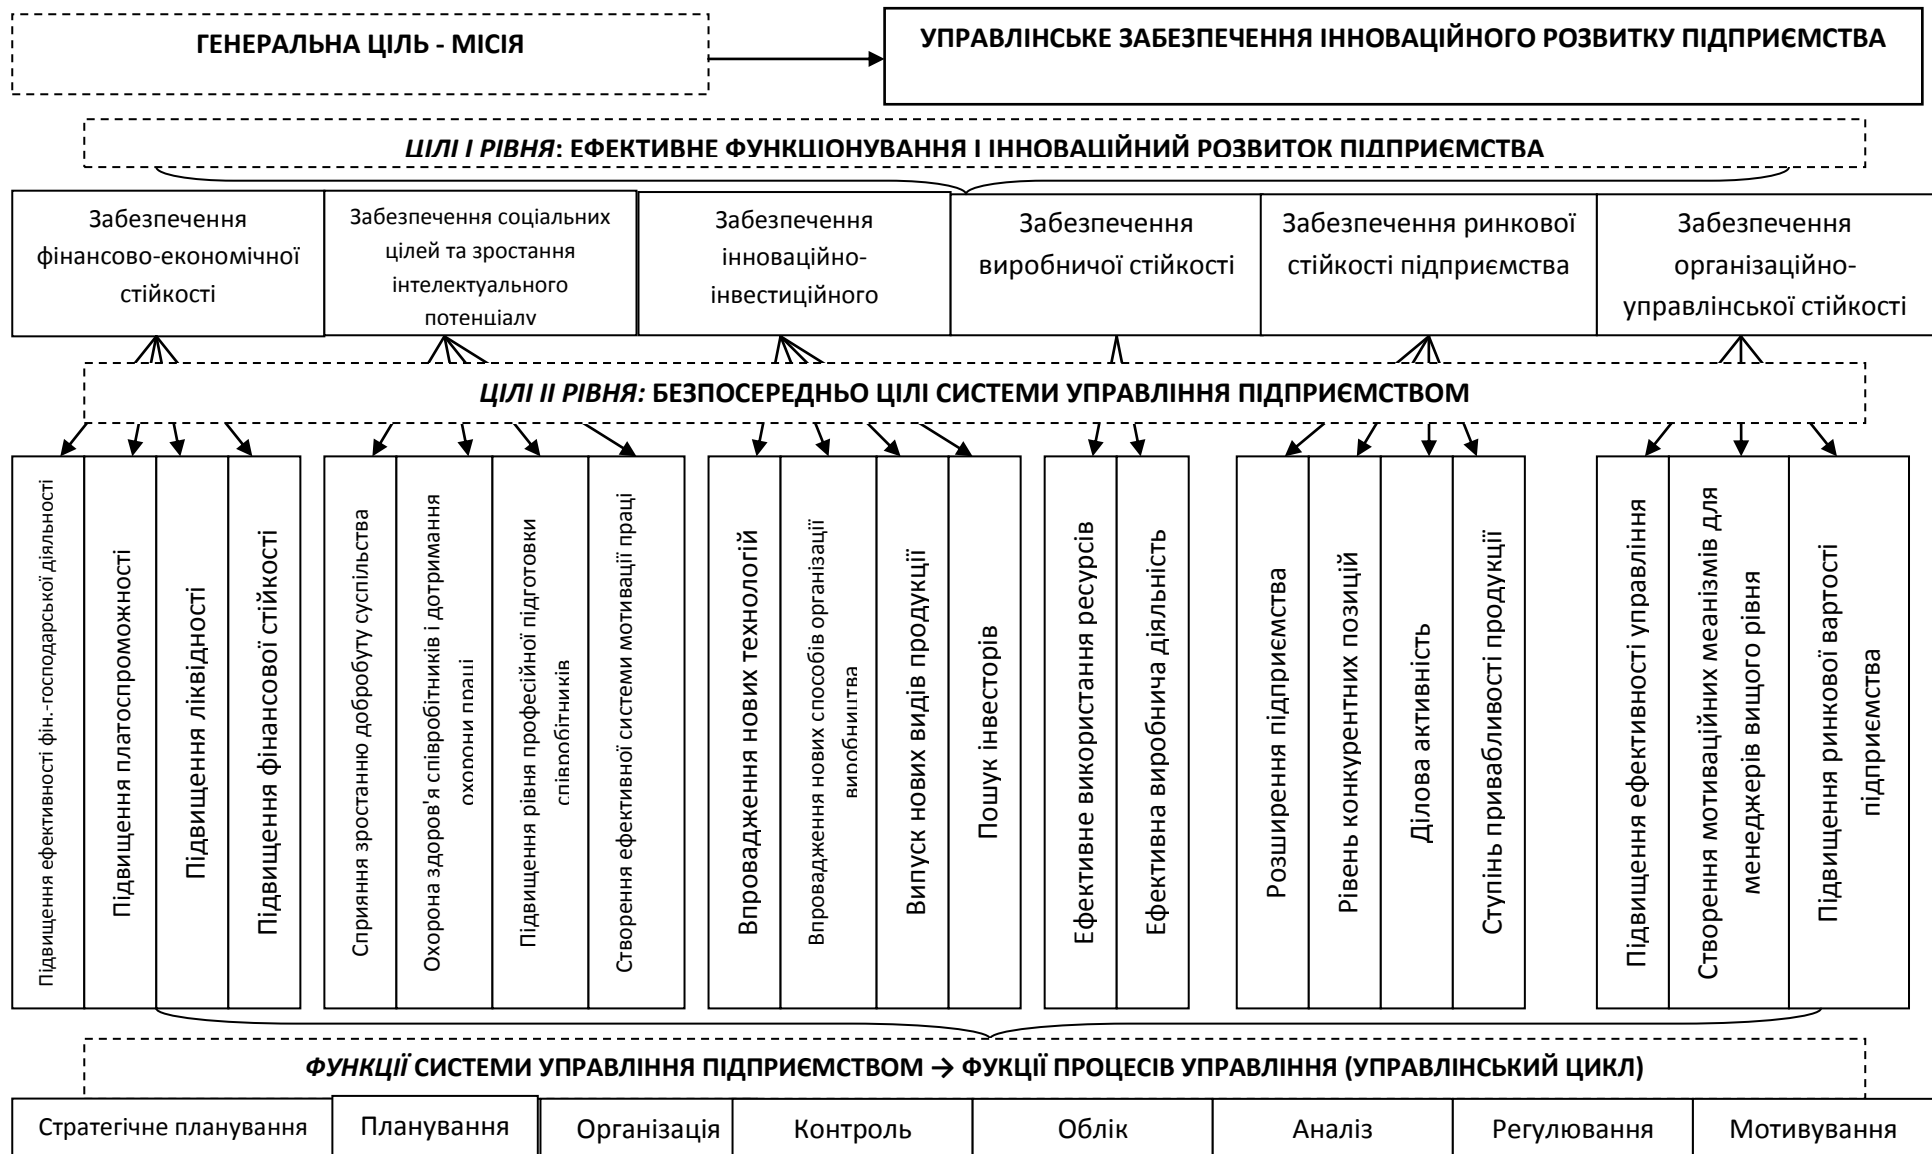 ГЕНЕРАЛЬНА ЦІЛЬ - МІСІЯ
УПРАВЛІНСЬКЕ ЗАБЕЗПЕЧЕННЯ ІННОВАЦІЙНОГО РОЗВИТКУ ПІДПРИЄМСТВА
ЦІЛІ І РІВНЯ: ЕФЕКТИВНЕ ФУНКЦІОНУВАННЯ І ІННОВАЦІЙНИЙ РОЗВИТОК ПІДПРИЄМСТВА
Забезпечення
фінансово-економічної
стійкості
Забезпечення соціальних
цілей та зростання
інтелектуального
потенціалу
Забезпечення
інноваційно-
інвестиційного
Забезпечення
виробничої стійкості
Забезпечення ринкової
стійкості підприємства
Забезпечення
організаційно-
управлінської стійкості
ЦІЛІ ІІ РІВНЯ: БЕЗПОСЕРЕДНЬО ЦІЛІ СИСТЕМИ УПРАВЛІННЯ ПІДПРИЄМСТВОМ
Підвищення ефективності фін.-господарської діяльності
Підвищення платоспроможності
Підвищення ліквідності
Підвищення фінансової стійкості
Сприяння зростанню добробуту суспільства
Охорона здоров'я співробітників і дотримання
охорони праці
Підвищення рівня професійної підготовки
співробітників
Створення ефективної системи мотивації праці
Впровадження нових технологій
Впровадження нових способів організації
виробництва
Випуск нових видів продукції
Пошук інвесторів
Ефективне використання ресурсів
Ефективна виробнича діяльність
Розширення підприємства
Рівень конкурентних позицій
Ділова активність
Ступінь привабливості продукції
Підвищення ефективності управління
Створення мотиваційних меанізмів для
менеджерів вищого рівня
Підвищення ринкової вартості
підприємства
ФУНКЦІЇ СИСТЕМИ УПРАВЛІННЯ ПІДПРИЄМСТВОМ → ФУКЦІЇ ПРОЦЕСІВ УПРАВЛІННЯ (УПРАВЛІНСЬКИЙ ЦИКЛ)
Стратегічне планування
Планування
Організація
Контроль
Облік
Аналіз
Регулювання
Мотивування